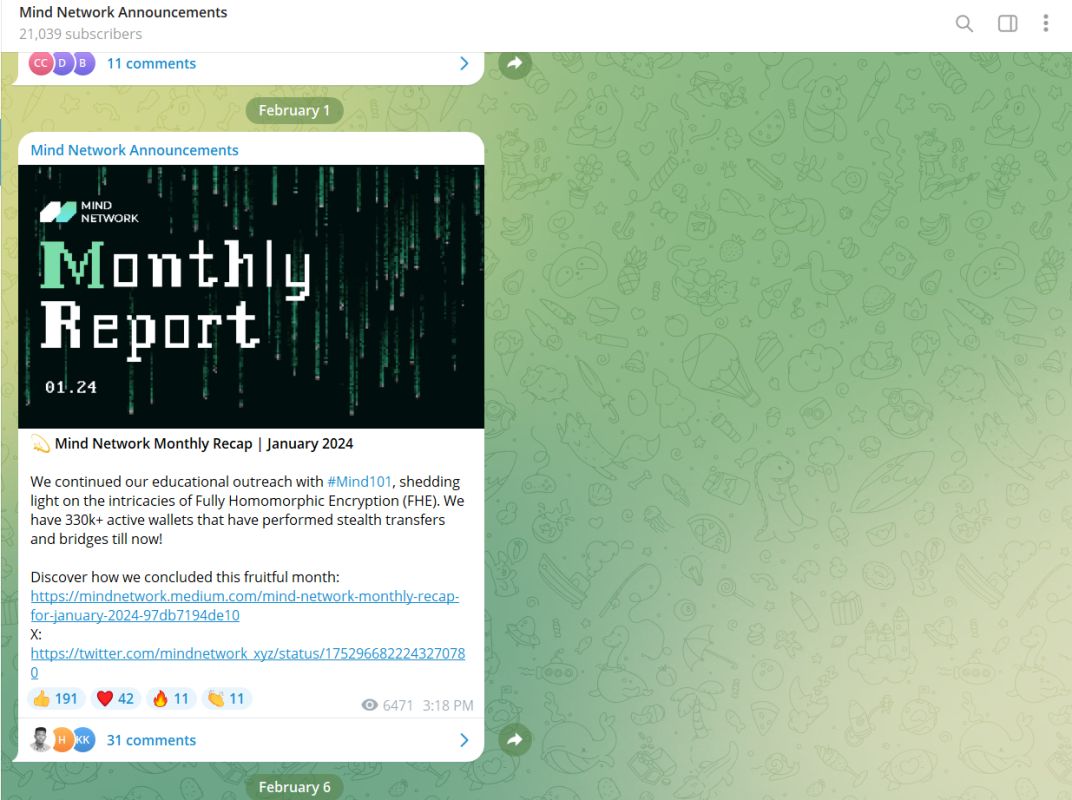 Mind Network Announcements
21,039 subscribers
CC D B 11 comments
February 1
Mind Network Announcements
MIND
NETWORK
Monthly
Report
01.24
💫 Mind Network Monthly Recap | January 2024
We continued our educational outreach with #Mind101, shedding
light on the intricacies of Fully Homomorphic Encryption (FHE). We
have 330k+ active wallets that have performed stealth transfers
and bridges till now!
Discover how we concluded this fruitful month:
https://mindnetwork.medium.com/mind-network-monthly-recap-
for-january-2024-97db7194de10
X:
https://twitter.com/mindnetwork_xyz/status/175296682224327078
0
👍 191 ❤️ 42 🔥 11 👏 11 6471 3:18 PM
H KK 31 comments
February 6